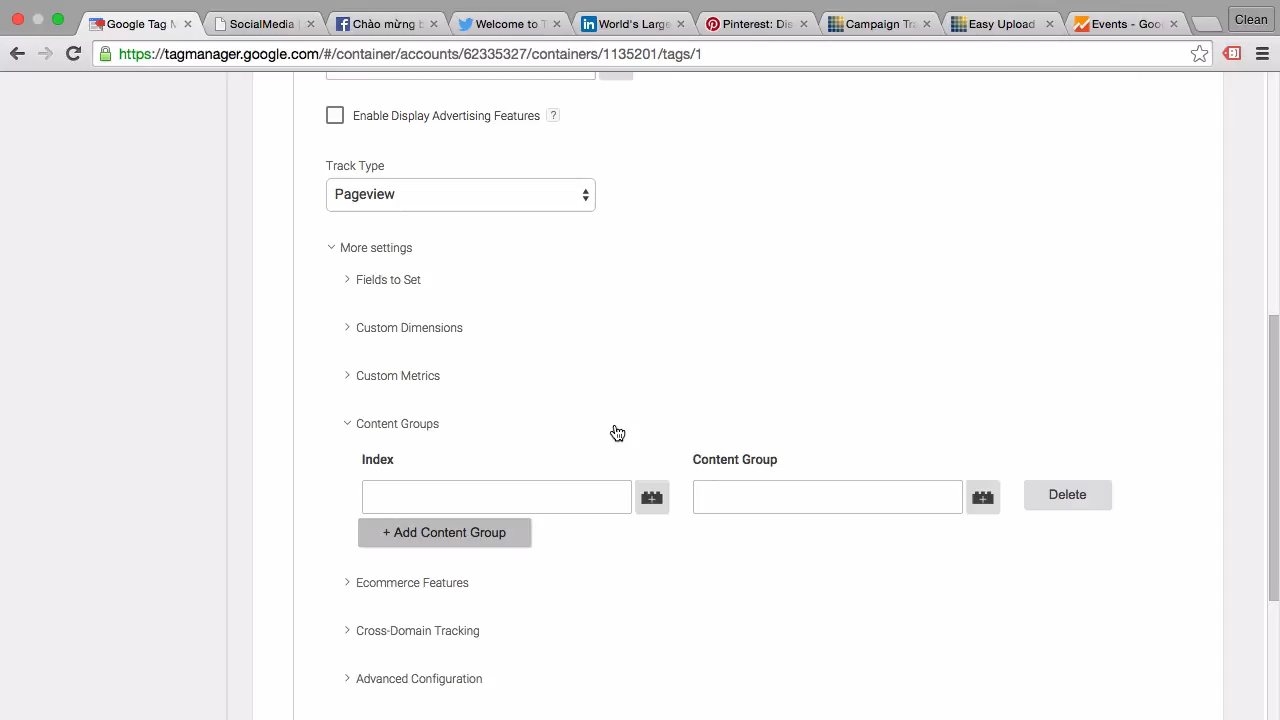 Google Tag M
SocialMedia
Chào mừng b
Welcome to T
World's Large
Pinterest: Di
Campaign Tra
Easy Upload
Events - Goo
Clean
https://tagmanager.google.com/#/container/accounts/62335327/containers/1135201/tags/1
Enable Display Advertising Features ?
Track Type
Pageview
More settings
Fields to Set
Custom Dimensions
Custom Metrics
Content Groups
Index
Content Group
Delete
+ Add Content Group
Ecommerce Features
Cross-Domain Tracking
Advanced Configuration